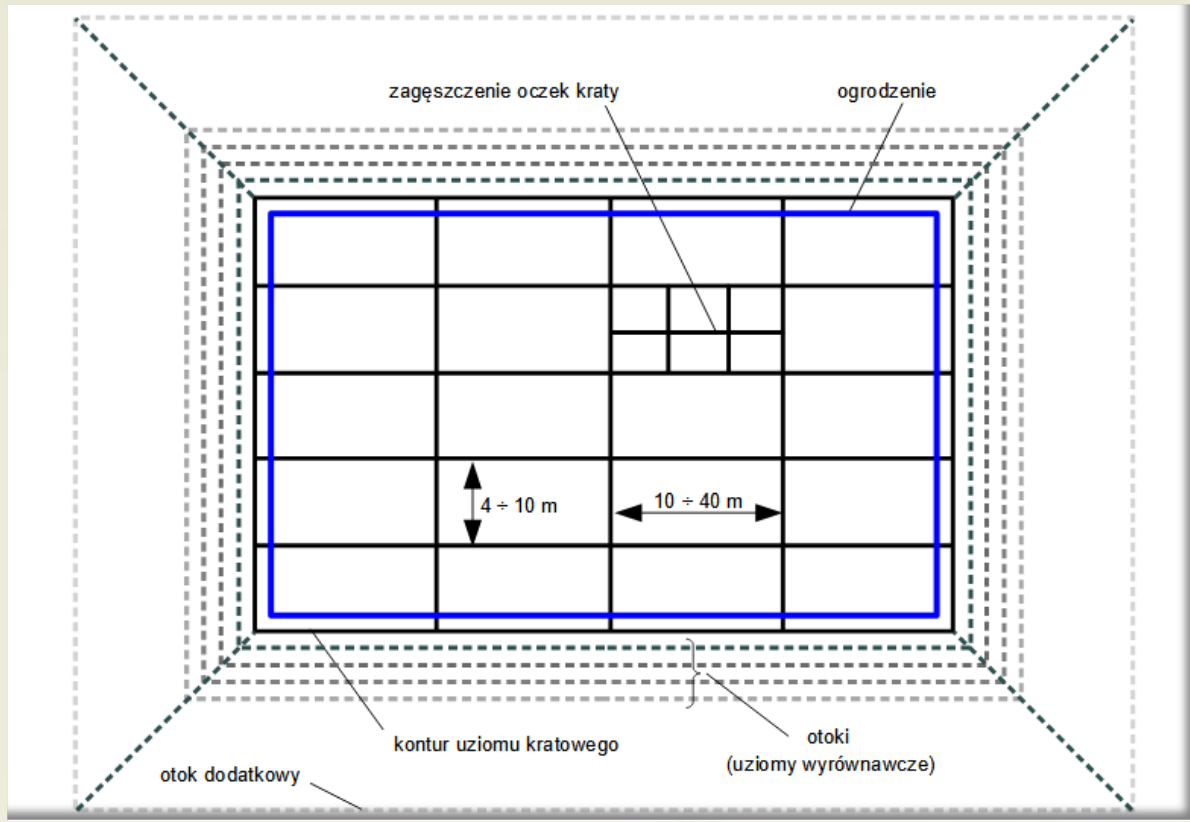 zagęszczenie oczek kraty
ogrodzenie
4 ÷ 10 m
10 ÷ 40 m
kontur uziomu kratowego
otoki
(uziomy wyrównawcze)
otok dodatkowy